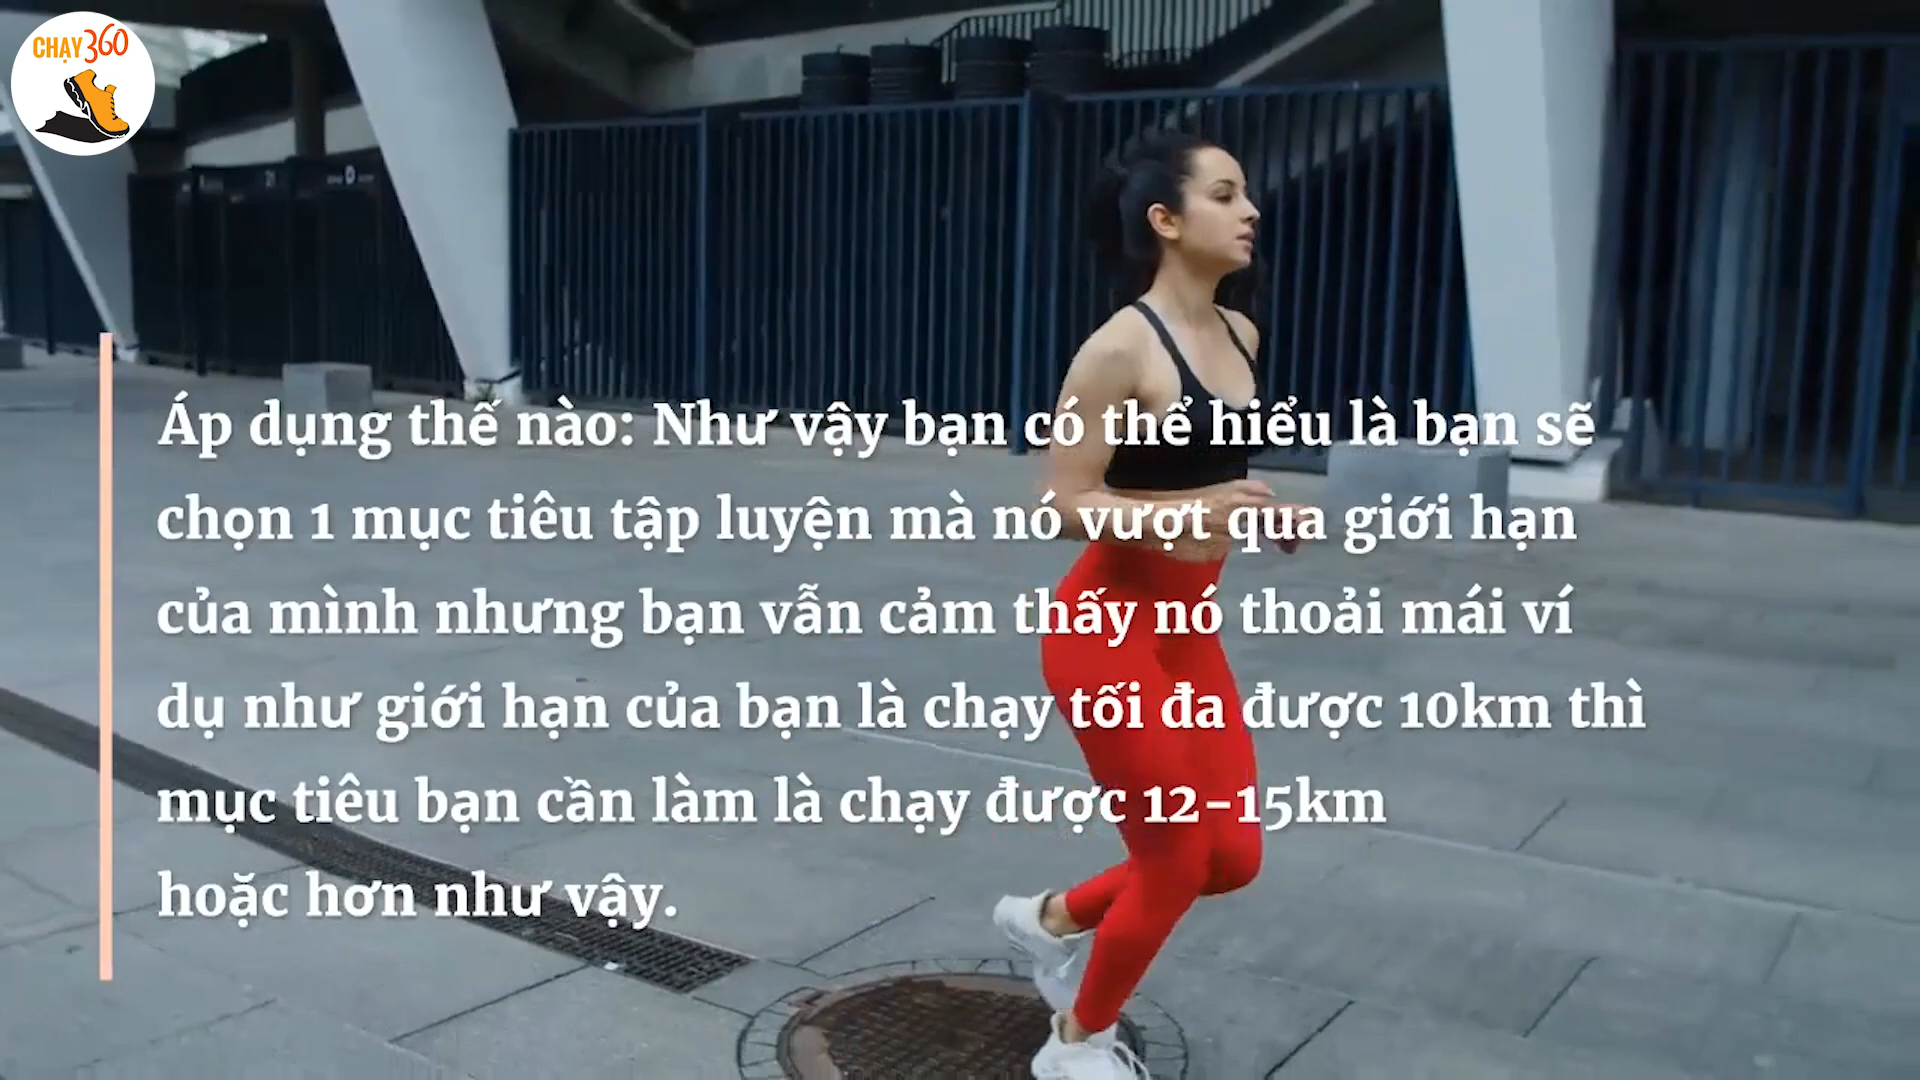 CHẠY 360
Áp dụng thế nào: Như vậy bạn có thể hiểu là bạn sẽ
chọn 1 mục tiêu tập luyện mà nó vượt qua giới hạn
của mình nhưng bạn vẫn cảm thấy nó thoải mái ví
dụ như giới hạn của bạn là chạy tối đa được 10km thì
mục tiêu bạn cần làm là chạy được 12-15km
hoặc hơn như vậy.